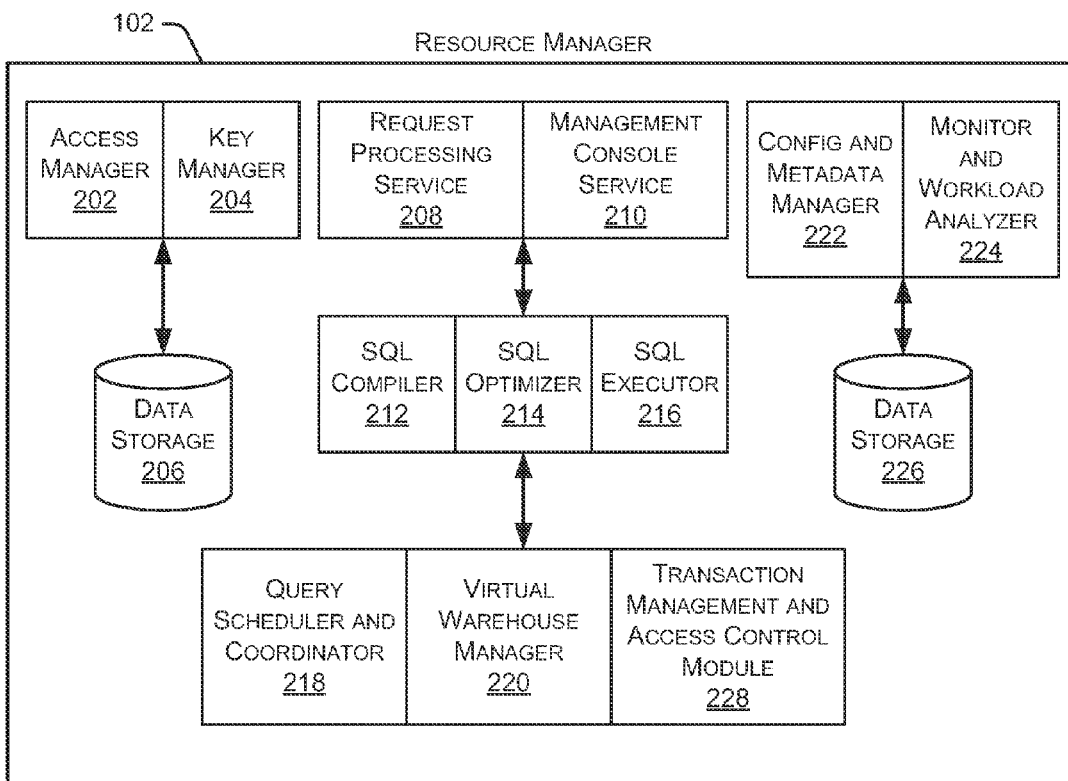 102
RESOURCE MANAGER
ACCESS
MANAGER
202
KEY
MANAGER
204
REQUEST
PROCESSING
SERVICE
208
MANAGEMENT
CONSOLE
SERVICE
210
CONFIG AND
METADATA
MANAGER
222
MONITOR
AND
WORKLOAD
ANALYZER
224
SQL
COMPILER
212
SQL
OPTIMIZER
214
SQL
EXECUTOR
216
DATA
STORAGE
206
DATA
STORAGE
226
QUERY
SCHEDULER AND
COORDINATOR
218
VIRTUAL
WAREHOUSE
MANAGER
220
TRANSACTION
MANAGEMENT AND
ACCESS CONTROL
MODULE
228